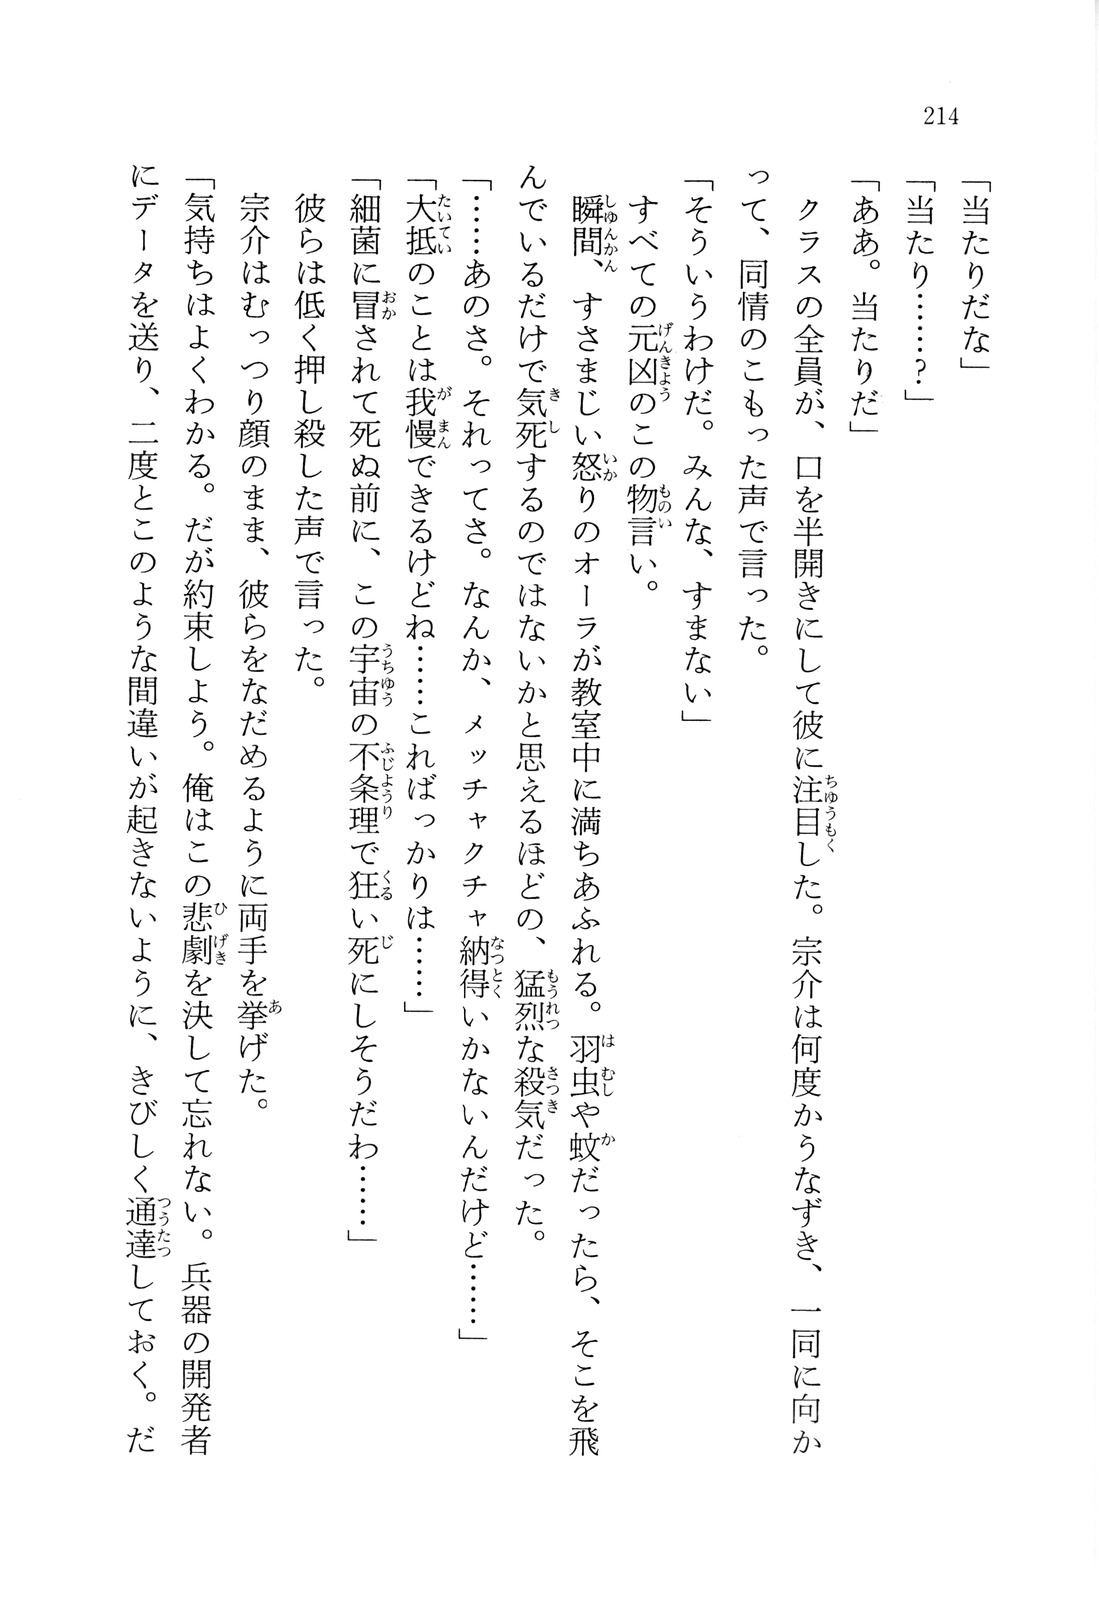 214
「当たりだな」
「当たり……?」
「ああ。当たりだ」
　クラスの全員が、口を半開きにして彼に注目した。宗介は何度かうなずき、一同に向か
って、同情のこもった声で言った。
「そういうわけだ。みんな、すまない」
　すべての元凶のこの物言い。
　瞬間、すさまじい怒りのオーラが教室中に満ちあふれる。羽虫や蚊だったら、そこを飛
んでいるだけで気死するのではないかと思えるほどの、猛烈な殺気だった。
「……あのさ。それってさ。なんか、メッチャクチャ納得いかないんだけど……」
「大抵のことは我慢できるけどね……こればっかりは……」
「細菌に冒されて死ぬ前に、この宇宙の不条理で狂い死にしそうだわ……」
　彼らは低く押し殺した声で言った。
　宗介はむっつり顔のまま、彼らをなだめるように両手を挙げた。
「気持ちはよくわかる。だが約束しよう。俺はこの悲劇を決して忘れない。兵器の開発者
にデータを送り、二度とこのような間違いが起きないように、きびしく通達しておく。だ